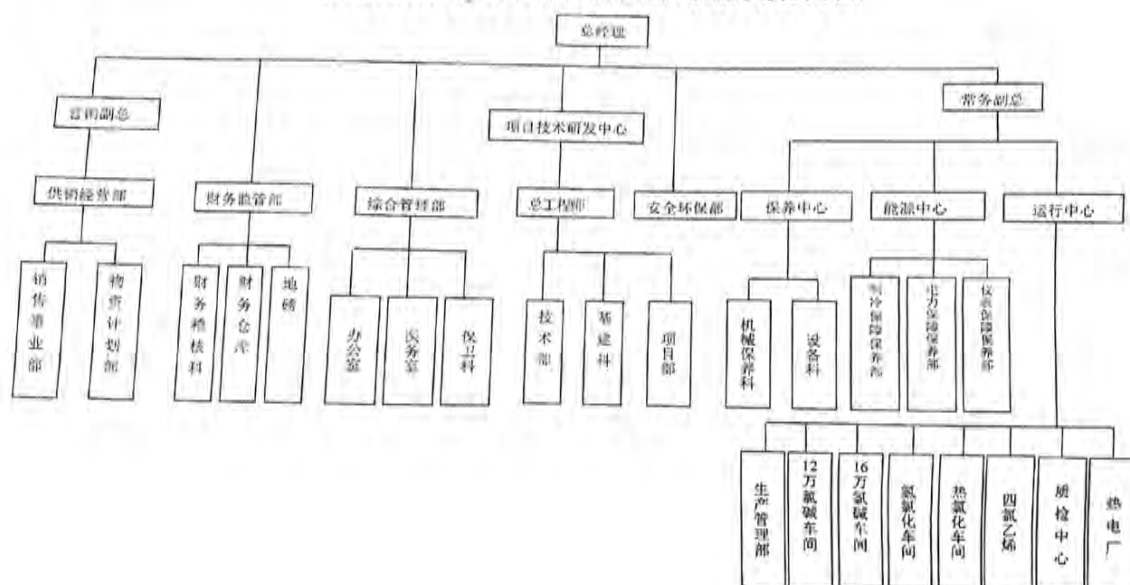 总经理
营销副总
常务副总
项目技术研发中心
供销经营部
财务监管部
综合管理部
总工程师
安全环保部
保养中心
能源中心
运行中心
销售营业部
物资计划部
财务稽核科
财务仓库
地磅
办公室
医务室
保卫科
技术部
基建科
项目部
机械保养科
设备科
制冷保障保养部
电力保障保养部
仪表保障保养部
生产管理部
12万氯碱车间
16万氯碱车间
氢氯化车间
热氯化车间
四氯乙烯
质检中心
热电厂